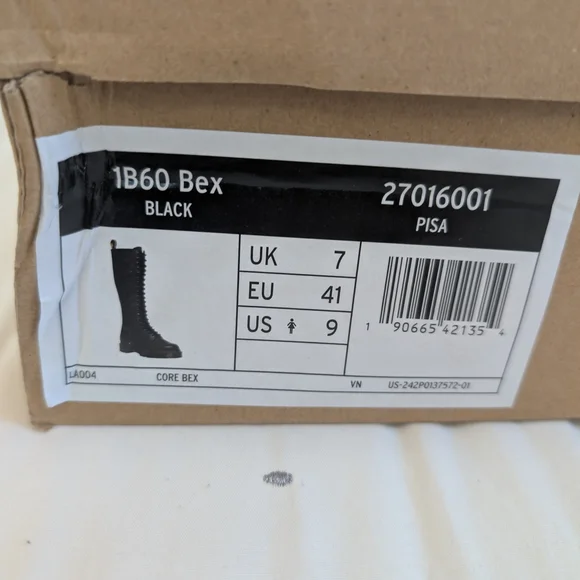 1B60 Bex
BLACK
27016001
PISA
UK 7
EU 41
US 9
1 90665 42135 4
LA004
CORE BEX
VN
US-242P0137572-01